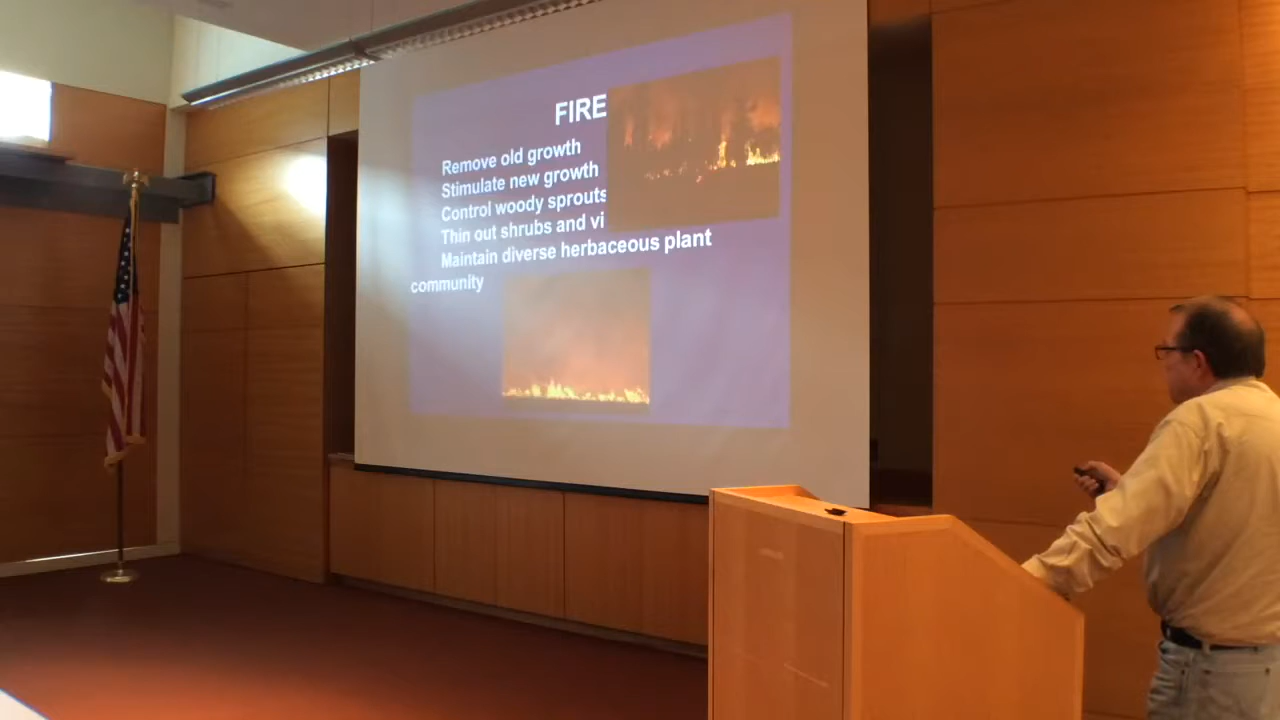 FIRE
Remove old growth
Stimulate new growth
Control woody sprouts
Thin out shrubs and vi
Maintain diverse herbaceous plant
community